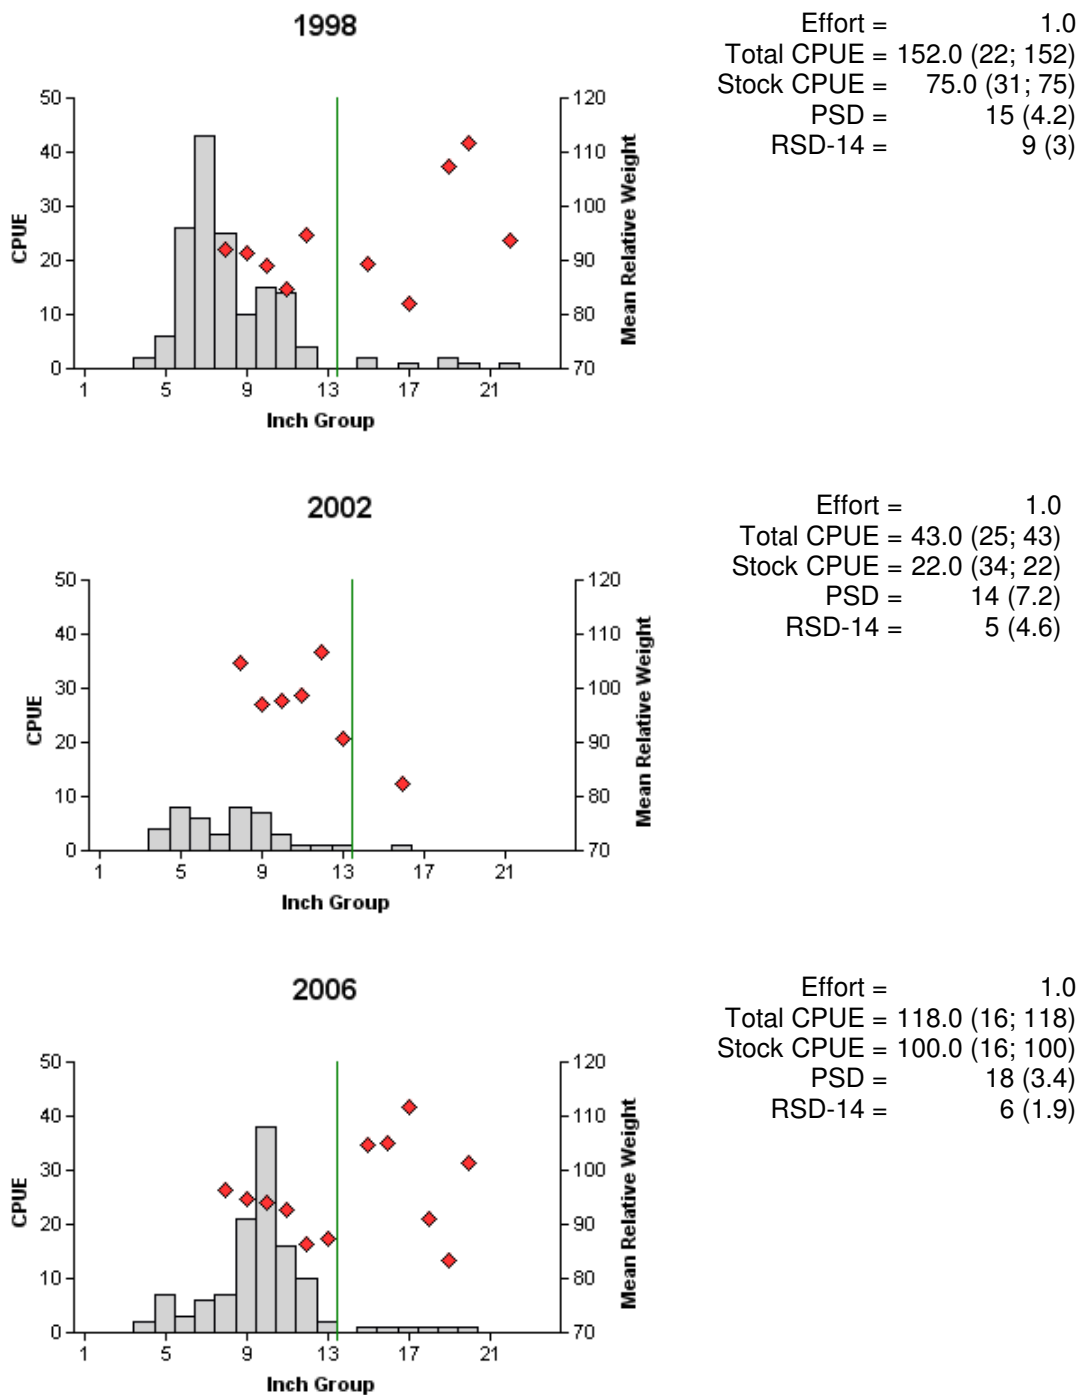 1998
Effort = 1.0
Total CPUE = 152.0 (22; 152)
Stock CPUE = 75.0 (31; 75)
PSD = 15 (4.2)
RSD-14 = 9 (3)
50 120
40 110
30 100
20 90
10 80
0 70
CPUE
Mean Relative Weight
1 5 9 13 17 21
Inch Group
2002
Effort = 1.0
Total CPUE = 43.0 (25; 43)
Stock CPUE = 22.0 (34; 22)
PSD = 14 (7.2)
RSD-14 = 5 (4.6)
50 120
40 110
30 100
20 90
10 80
0 70
CPUE
Mean Relative Weight
1 5 9 13 17 21
Inch Group
2006
Effort = 1.0
Total CPUE = 118.0 (16; 118)
Stock CPUE = 100.0 (16; 100)
PSD = 18 (3.4)
RSD-14 = 6 (1.9)
50 120
40 110
30 100
20 90
10 80
0 70
CPUE
Mean Relative Weight
1 5 9 13 17 21
Inch Group